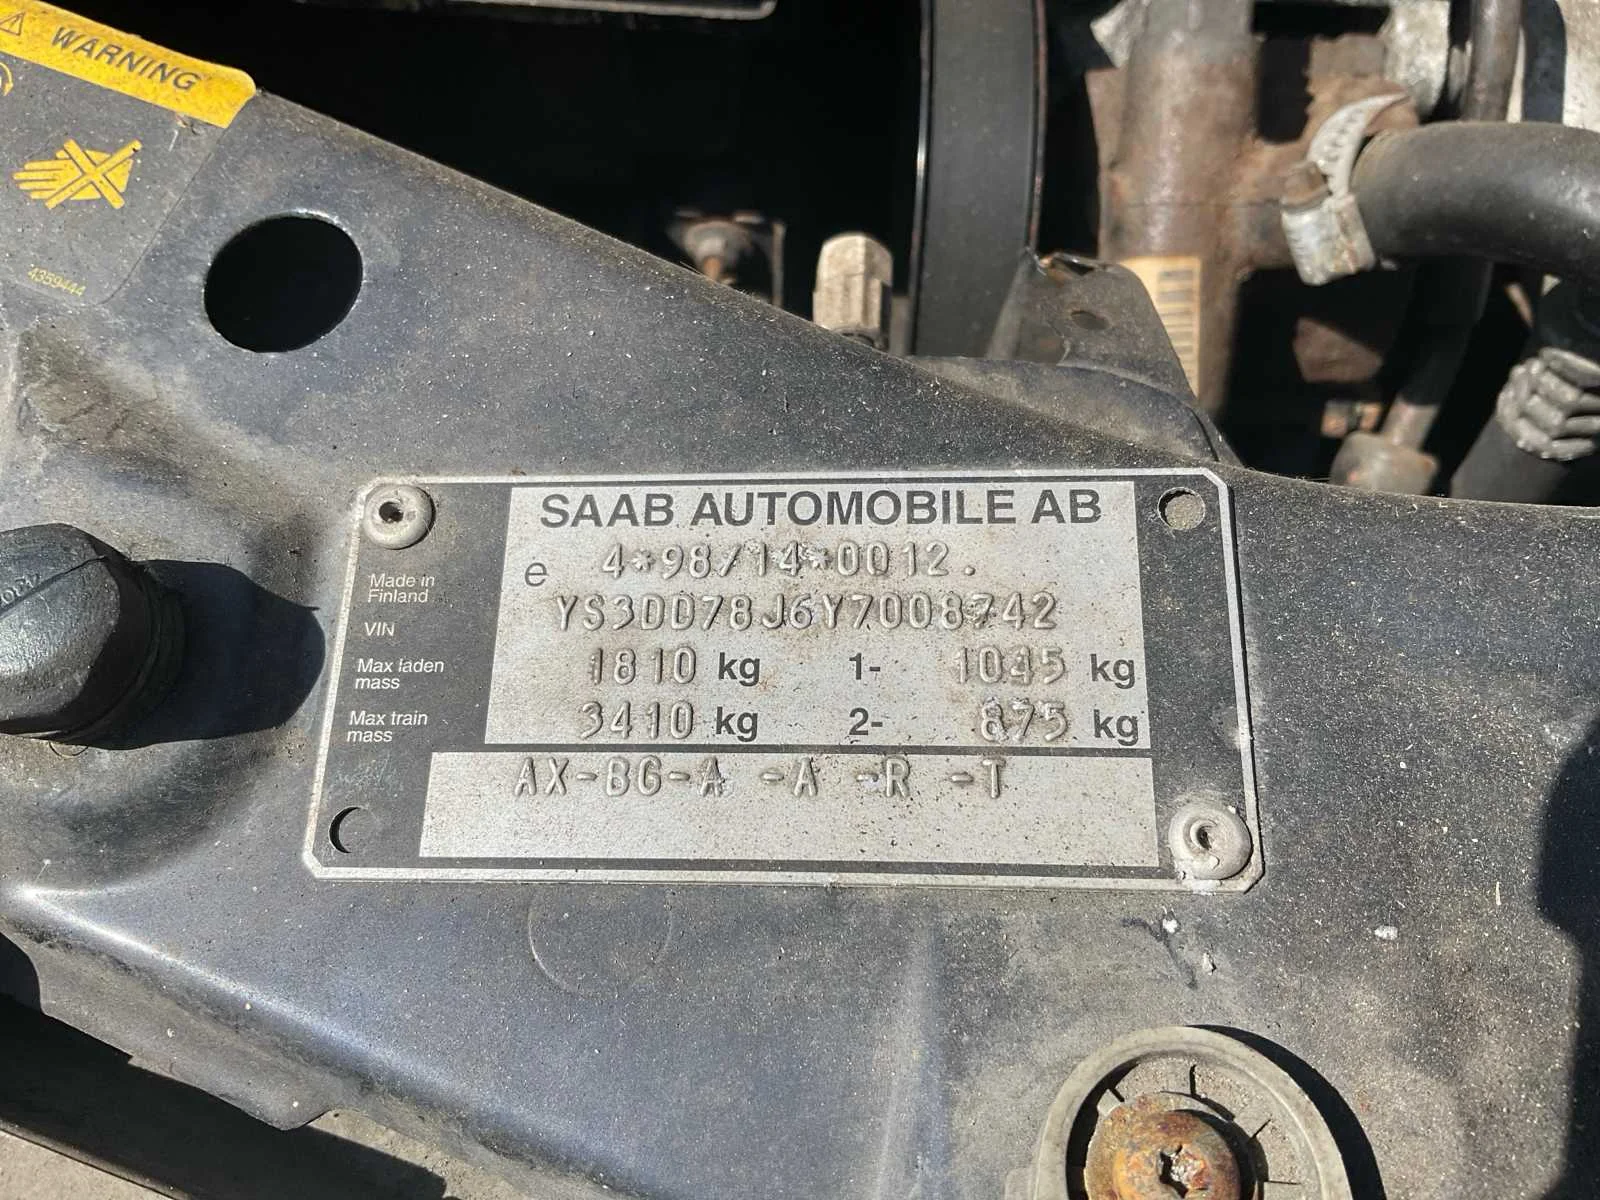 WARNING
4359444
SAAB AUTOMOBILE AB
e 4*98/14*0012.
Made in
Finland
VIN YS3DD78J6Y7008742
Max laden
mass 1810 kg 1- 1045 kg
Max train
mass 3410 kg 2- 875 kg
AX-BG-A -A -R -T